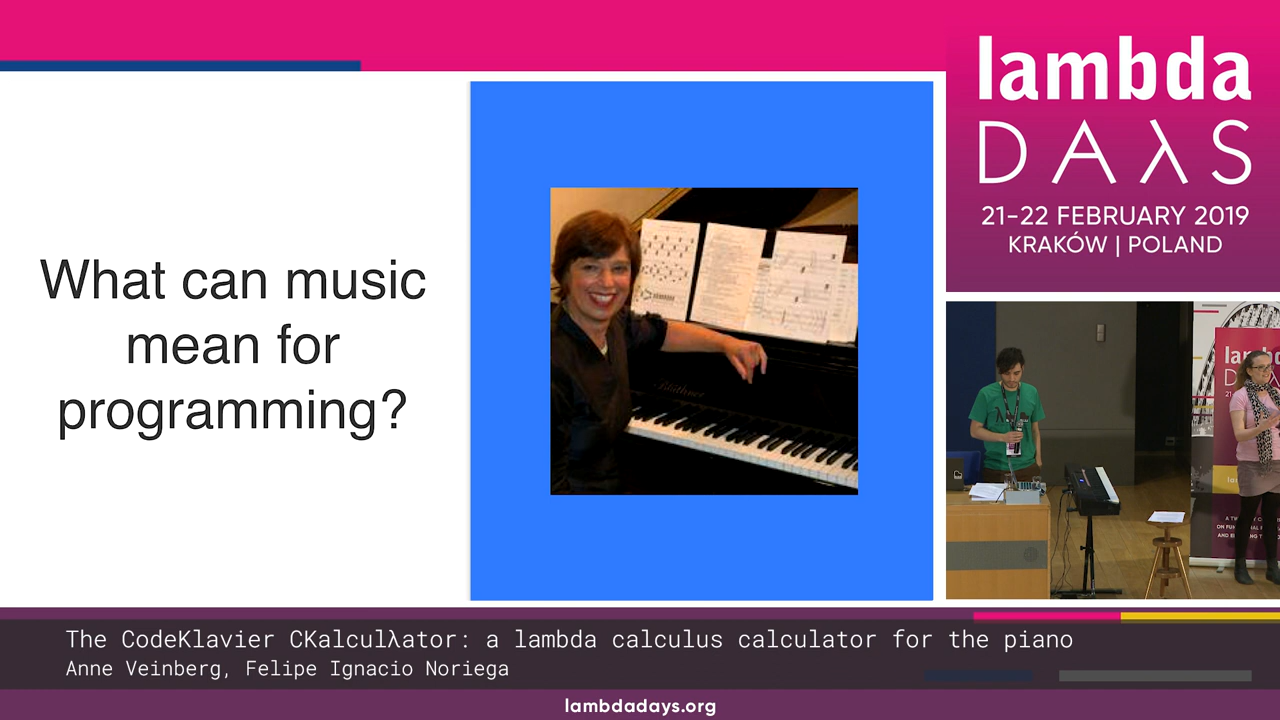 What can music
mean for
programming?
Blüthner
lambda
DAλS
21-22 FEBRUARY 2019
KRAKÓW | POLAND
The CodeKlavier CKalculλator: a lambda calculus calculator for the piano
Anne Veinberg, Felipe Ignacio Noriega
lambdadays.org